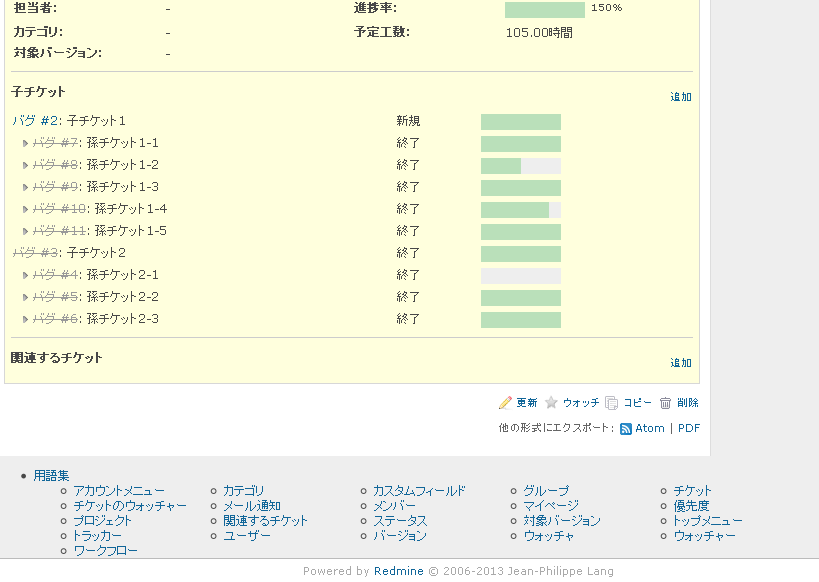 担当者: - 進捗率: 150%
カテゴリ: - 予定工数: 105.00時間
対象バージョン: -
子チケット 追加
バグ #2: 子チケット1 新規
バグ #7: 孫チケット1-1 終了
バグ #8: 孫チケット1-2 終了
バグ #9: 孫チケット1-3 終了
バグ #10: 孫チケット1-4 終了
バグ #11: 孫チケット1-5 終了
バグ #3: 子チケット2 終了
バグ #4: 孫チケット2-1 終了
バグ #5: 孫チケット2-2 終了
バグ #6: 孫チケット2-3 終了
関連するチケット 追加
更新 ウォッチ コピー 削除
他の形式にエクスポート: Atom | PDF
用語集
アカウントメニュー カテゴリ カスタムフィールド グループ チケット
チケットのウォッチャー メール通知 メンバー マイページ 優先度
プロジェクト 関連するチケット ステータス 対象バージョン トップメニュー
トラッカー ユーザー バージョン ウォッチャ ウォッチャー
ワークフロー
Powered by Redmine © 2006-2013 Jean-Philippe Lang